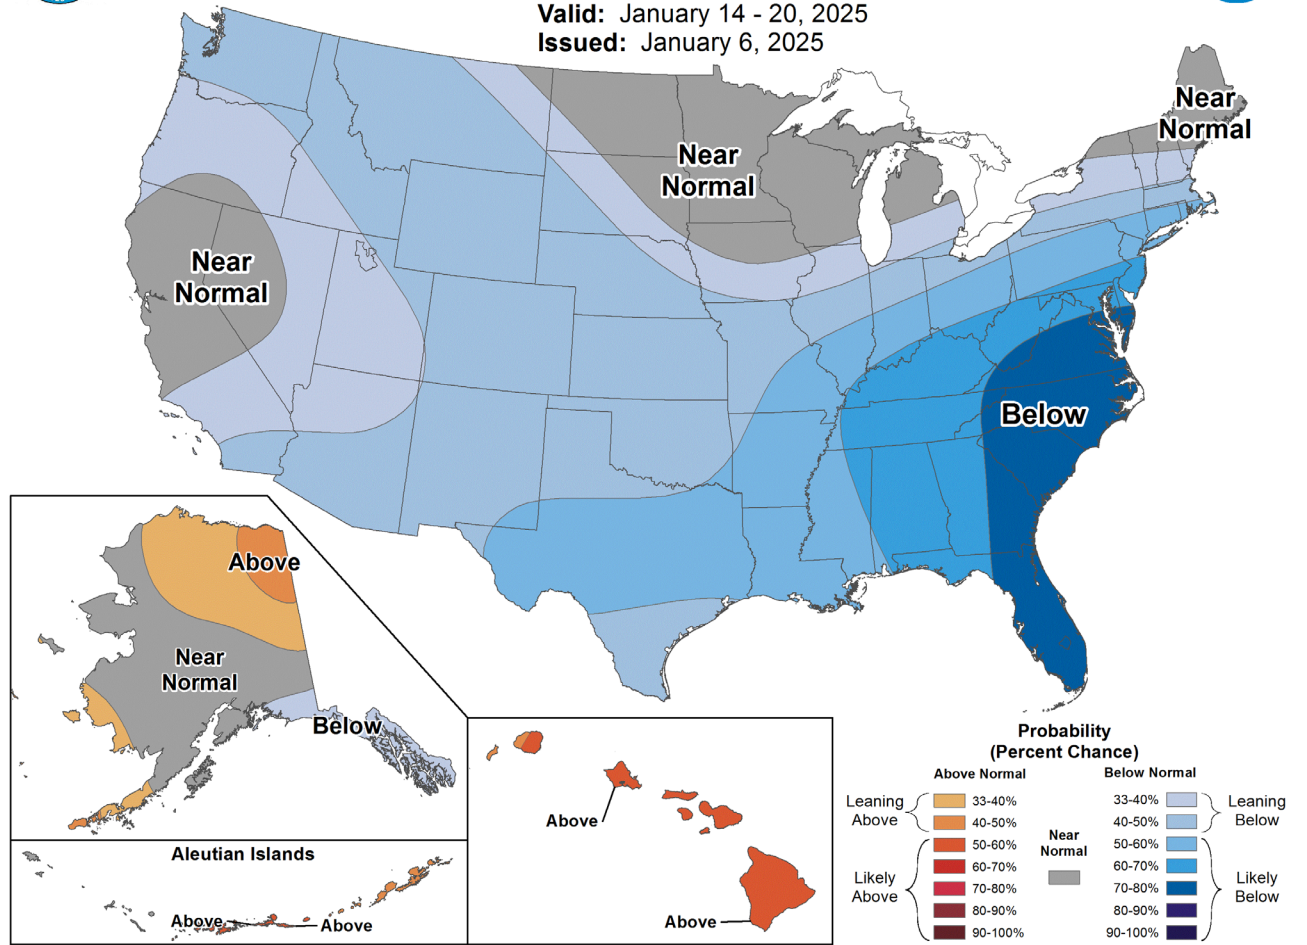 Valid: January 14 - 20, 2025
Issued: January 6, 2025
Near
Normal
Near
Normal
Near
Normal
Below
Above
Near
Normal
Below
Aleutian Islands
Above
Above
Above
Above
Probability
(Percent Chance)
Above Normal
Below Normal
Leaning
Above
33-40%
40-50%
Likely
Above
50-60%
60-70%
70-80%
80-90%
90-100%
Near
Normal
33-40%
40-50%
Leaning
Below
50-60%
60-70%
70-80%
80-90%
90-100%
Likely
Below